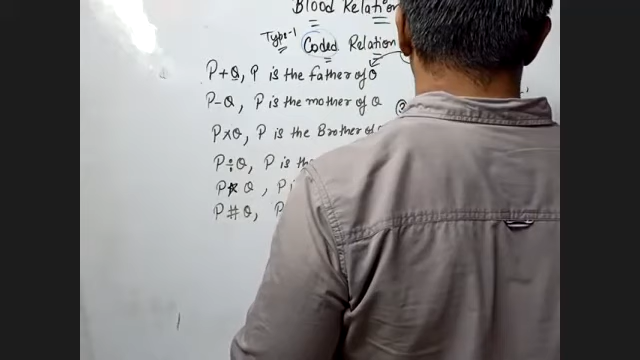 Blood Relation
Type-1
Coded Relation
P+Q, P is the father of Q
P-Q, P is the mother of Q
P×Q, P is the Brother of
P÷Q, P is the
P★Q, P
P#Q, P